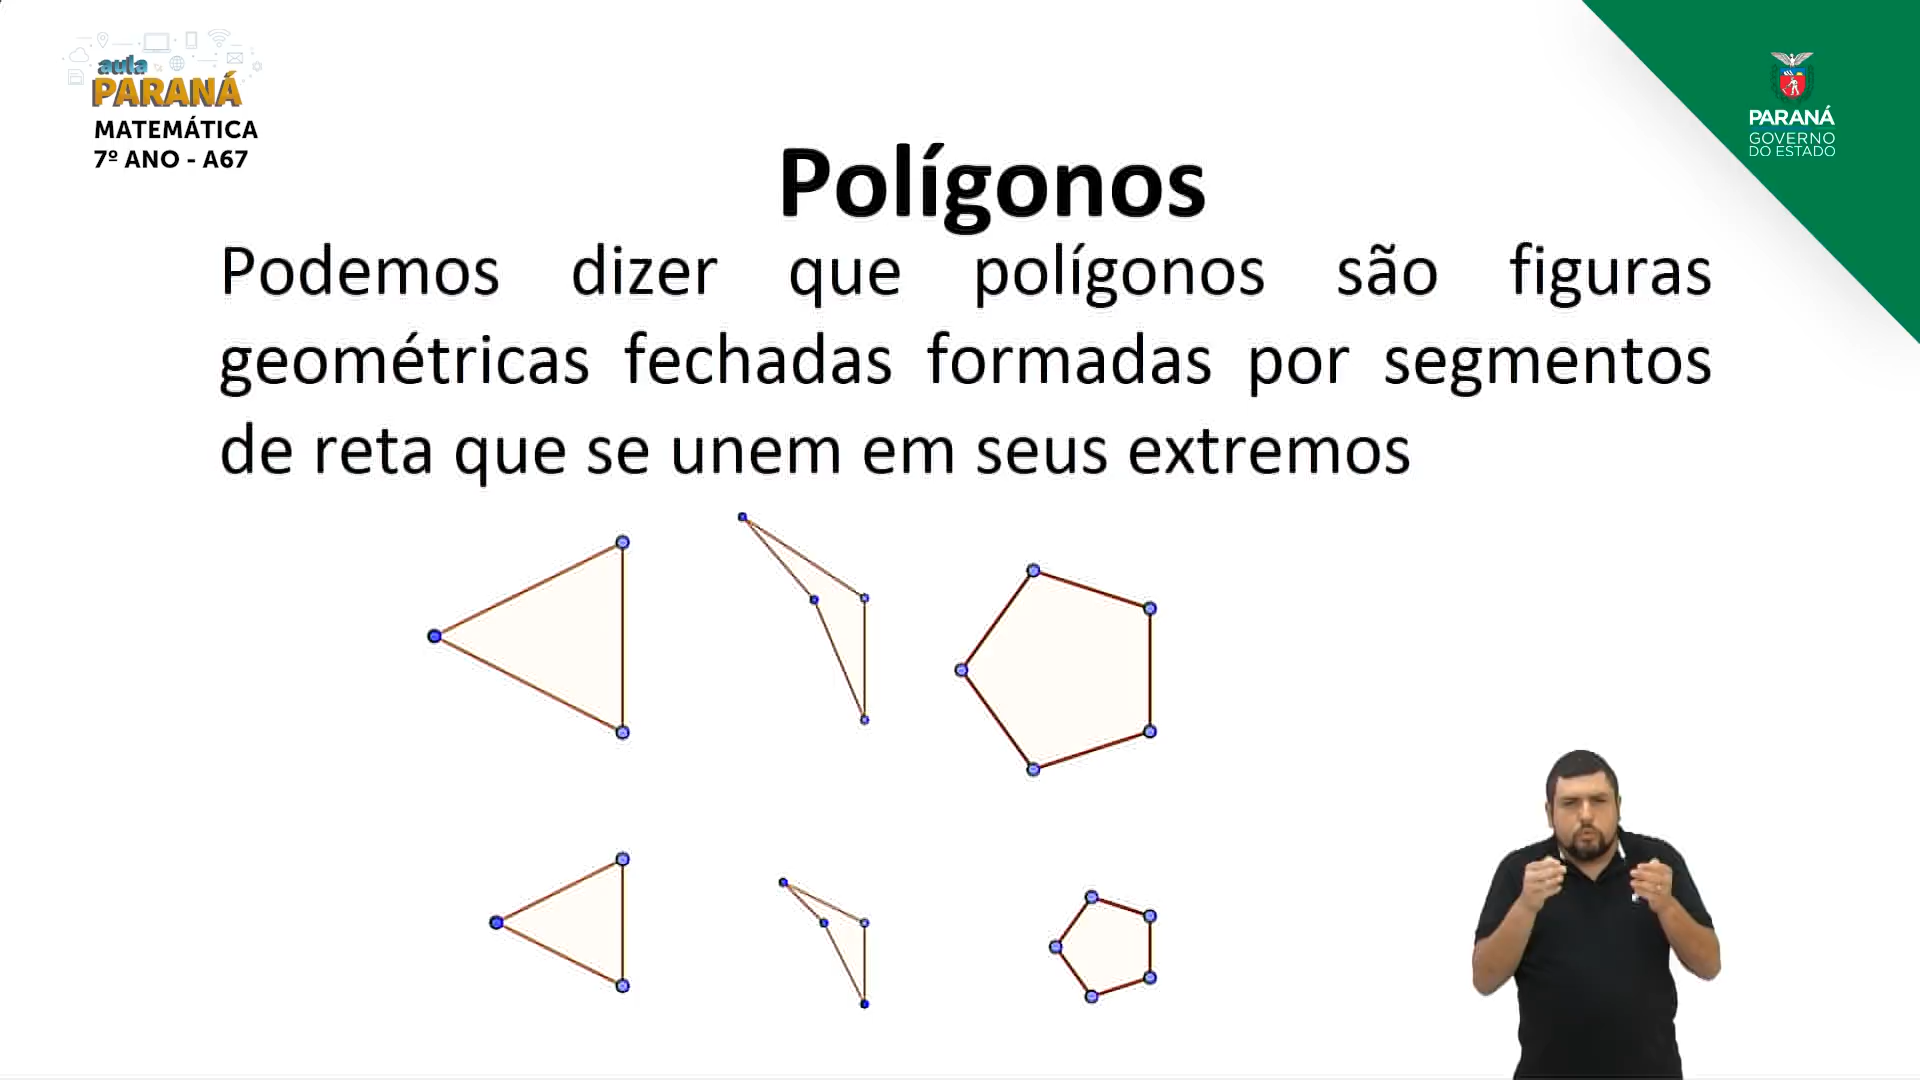 aula
PARANÁ
MATEMÁTICA
7º ANO - A67
PARANÁ
GOVERNO
DO ESTADO
Polígonos
Podemos dizer que polígonos são figuras
geométricas fechadas formadas por segmentos
de reta que se unem em seus extremos